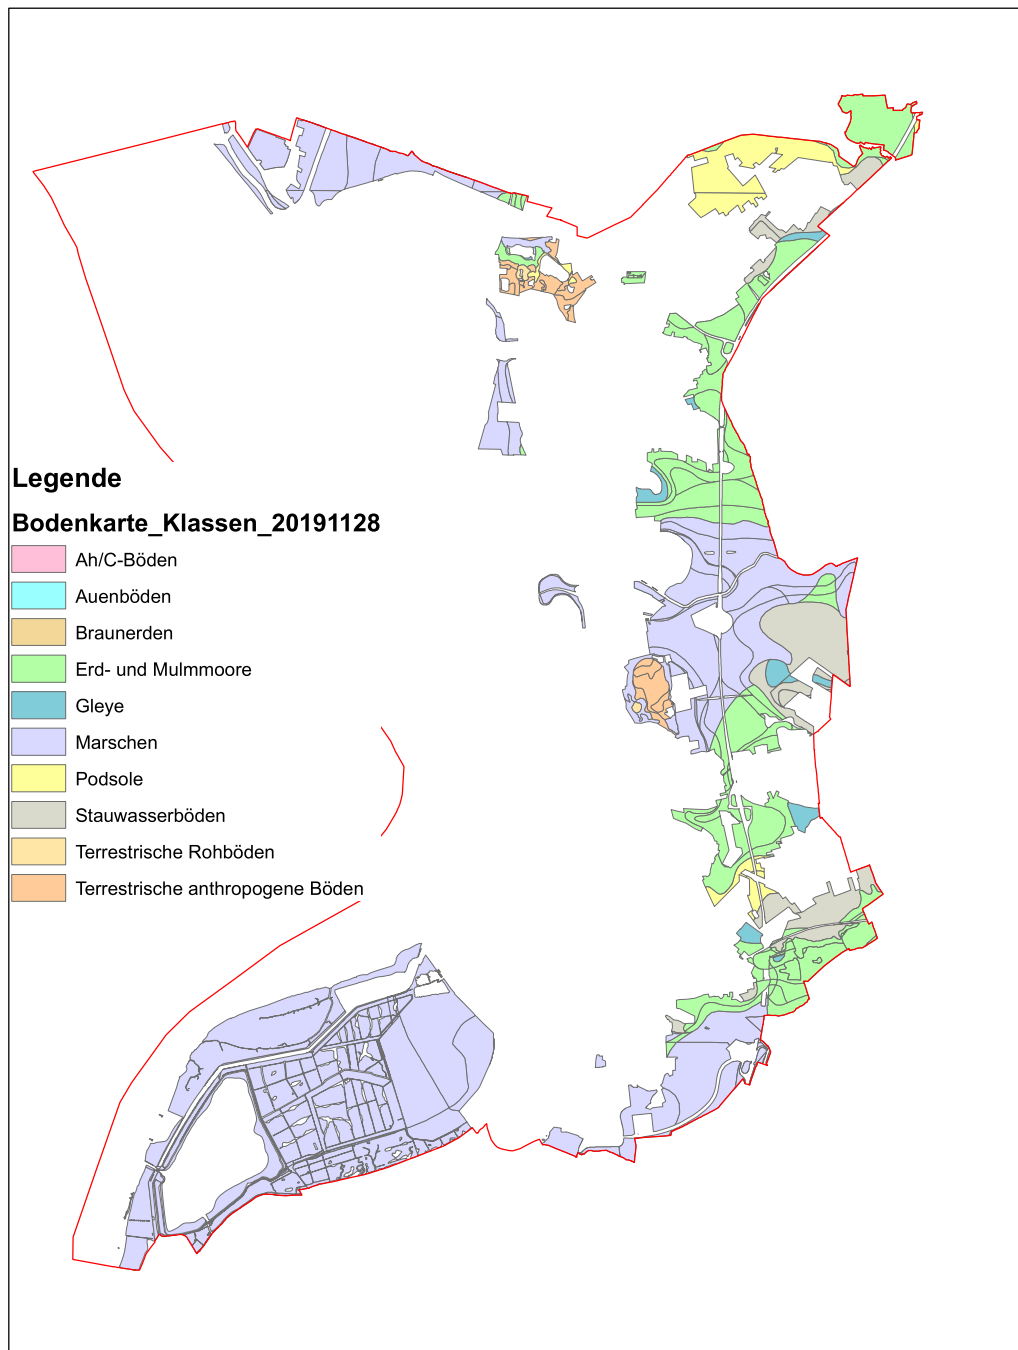 Legende
Bodenkarte_Klassen_20191128
Ah/C-Böden
Auenböden
Braunerden
Erd- und Mulmmoore
Gleye
Marschen
Podsole
Stauwasserböden
Terrestrische Rohböden
Terrestrische anthropogene Böden